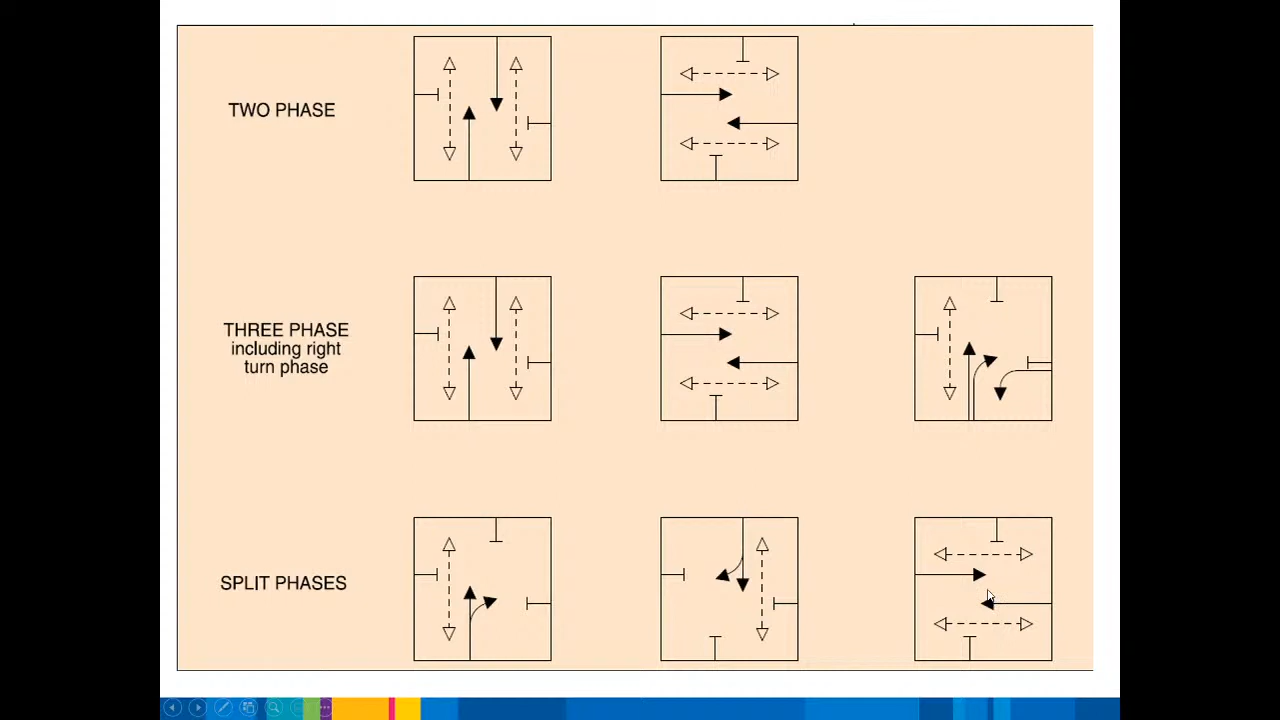 TWO PHASE
THREE PHASE
including right
turn phase
SPLIT PHASES